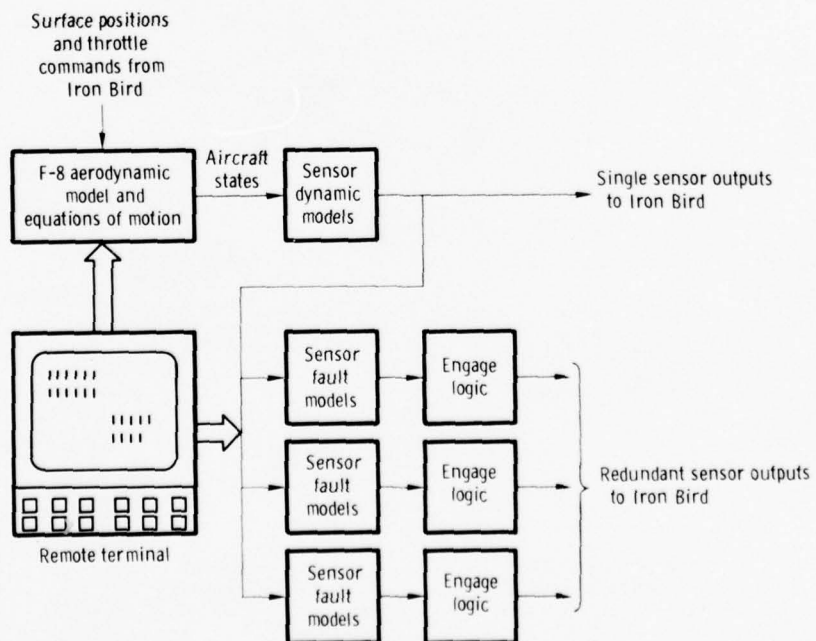 Surface positions
and throttle
commands from
Iron Bird
F-8 aerodynamic
model and
equations of motion
Aircraft
states
Sensor
dynamic
models
Single sensor outputs
to Iron Bird
Sensor
fault
models
Engage
logic
Sensor
fault
models
Engage
logic
Redundant sensor outputs
to Iron Bird
Remote terminal
Sensor
fault
models
Engage
logic